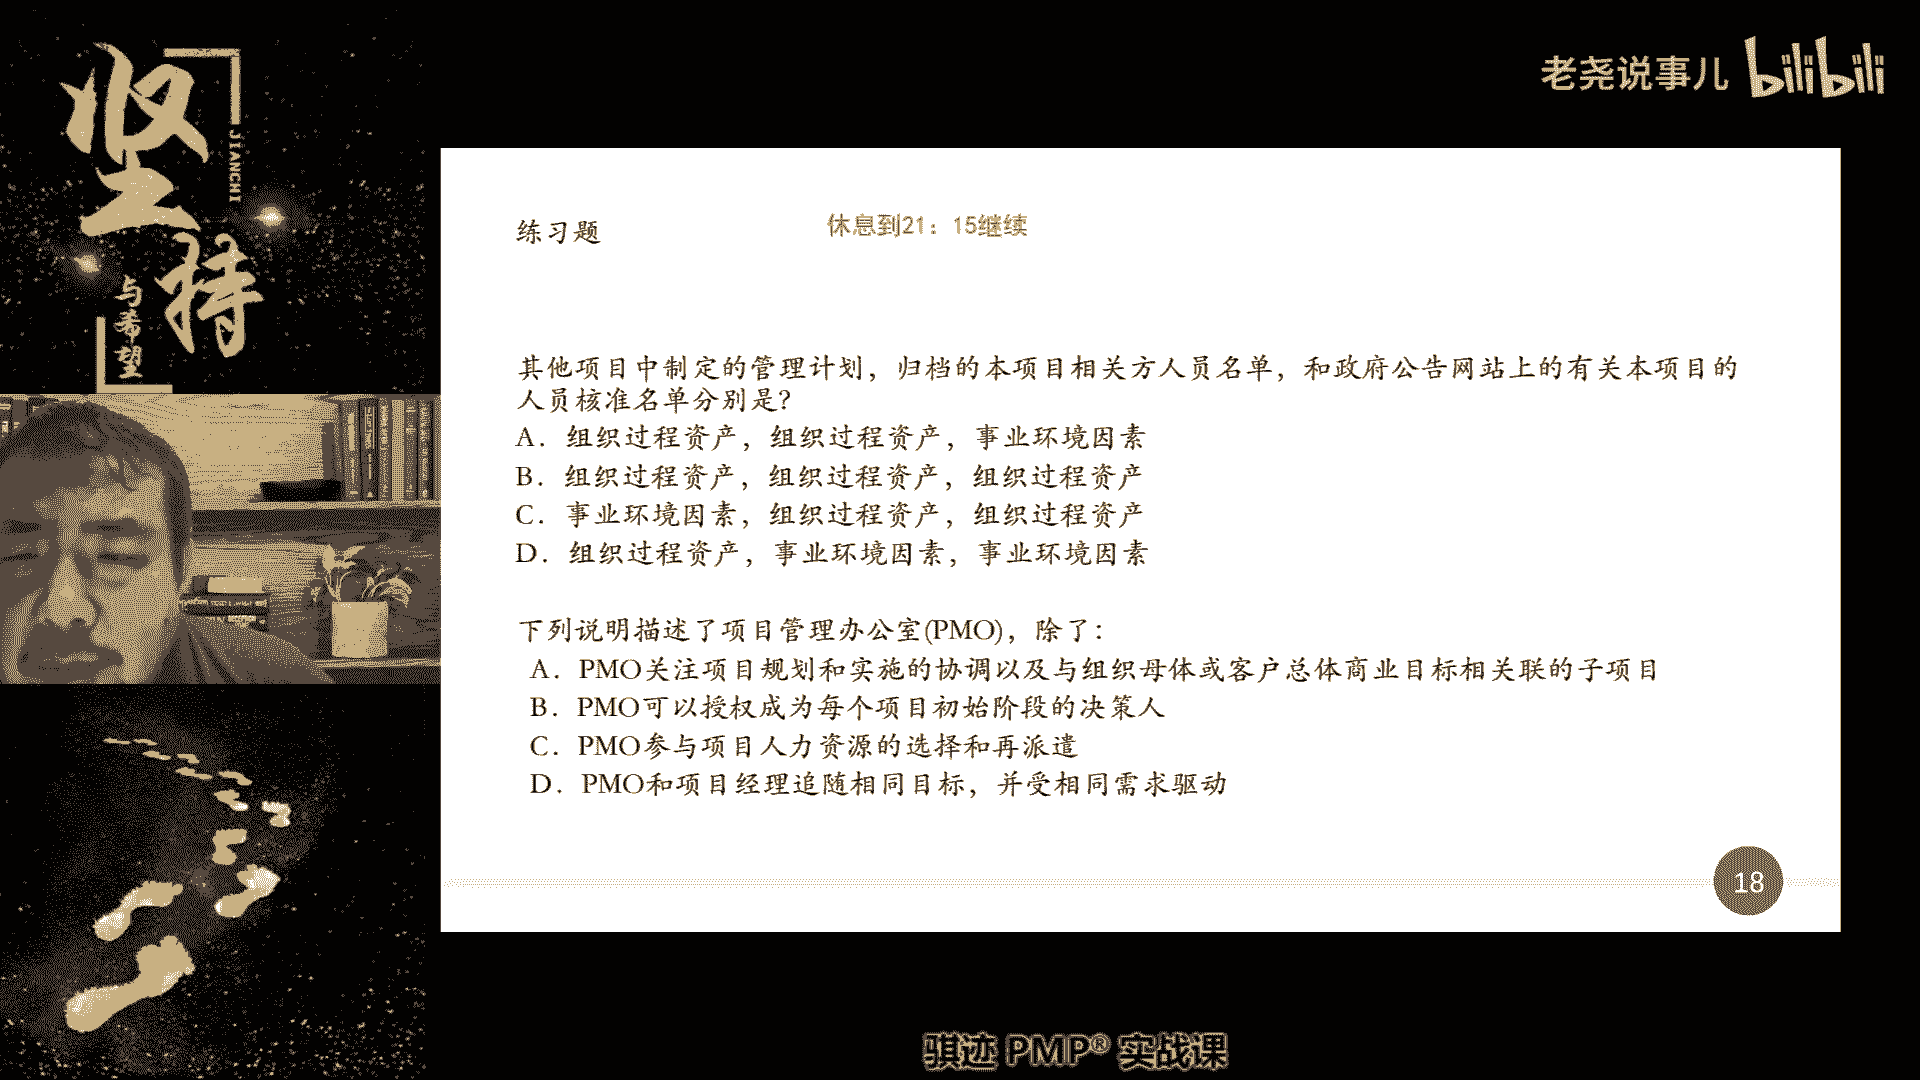 坚持
JIANCHI
与希望
老尧说事儿 bilibili
练习题
休息到21：15继续
其他项目中制定的管理计划，归档的本项目相关方人员名单，和政府公告网站上的有关本项目的
人员核准名单分别是？
A．组织过程资产，组织过程资产，事业环境因素
B．组织过程资产，组织过程资产，组织过程资产
C．事业环境因素，组织过程资产，组织过程资产
D．组织过程资产，事业环境因素，事业环境因素
下列说明描述了项目管理办公室(PMO)，除了：
A．PMO关注项目规划和实施的协调以及与组织母体或客户总体商业目标相关联的子项目
B．PMO可以授权成为每个项目初始阶段的决策人
C．PMO参与项目人力资源的选择和再派遣
D．PMO和项目经理追随相同目标，并受相同需求驱动
18
骐迹 PMP® 实战课